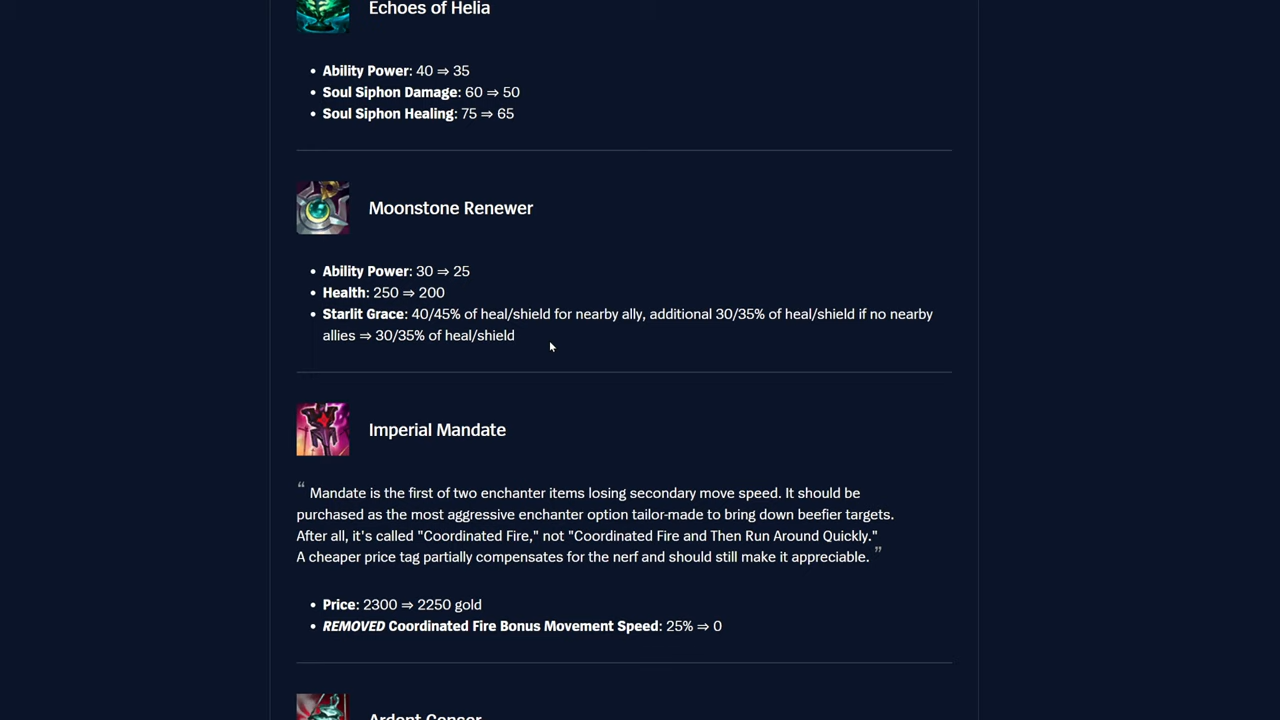 Echoes of Helia
• Ability Power: 40 ⇒ 35
• Soul Siphon Damage: 60 ⇒ 50
• Soul Siphon Healing: 75 ⇒ 65
Moonstone Renewer
• Ability Power: 30 ⇒ 25
• Health: 250 ⇒ 200
• Starlit Grace: 40/45% of heal/shield for nearby ally, additional 30/35% of heal/shield if no nearby
allies ⇒ 30/35% of heal/shield
Imperial Mandate
“ Mandate is the first of two enchanter items losing secondary move speed. It should be
purchased as the most aggressive enchanter option tailor-made to bring down beefier targets.
After all, it's called "Coordinated Fire," not "Coordinated Fire and Then Run Around Quickly."
A cheaper price tag partially compensates for the nerf and should still make it appreciable. ”
• Price: 2300 ⇒ 2250 gold
• REMOVED Coordinated Fire Bonus Movement Speed: 25% ⇒ 0
Ardent Censer